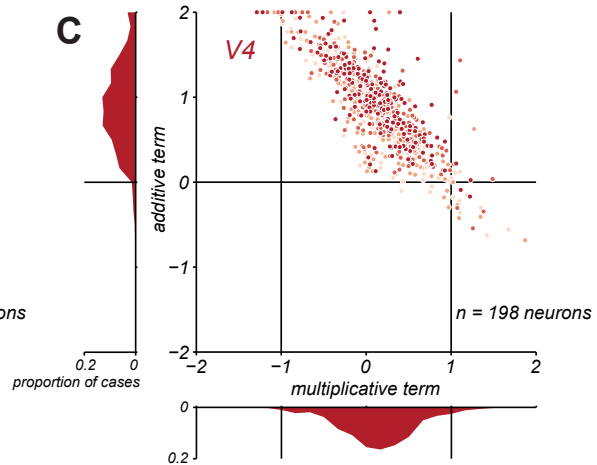 C
V4
2
1
0
−1
−2
additive term
−2
−1
0
1
2
multiplicative term
n = 198 neurons
ons
0.2
0
proportion of cases
0
0.2